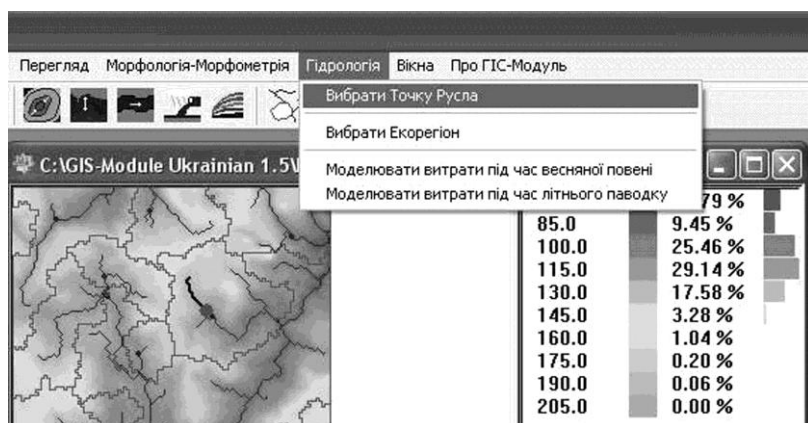 Перегляд Морфологія-Морфометрія Гідрологія Вікна Про ГІС-Модуль
Вибрати Точку Русла
Вибрати Екорегіон
Моделювати витрати під час весняної повені
Моделювати витрати під час літнього паводку
C:\GIS-Module Ukrainian 1.5\
79 %
85.0 9.45 %
100.0 25.46 %
115.0 29.14 %
130.0 17.58 %
145.0 3.28 %
160.0 1.04 %
175.0 0.20 %
190.0 0.06 %
205.0 0.00 %